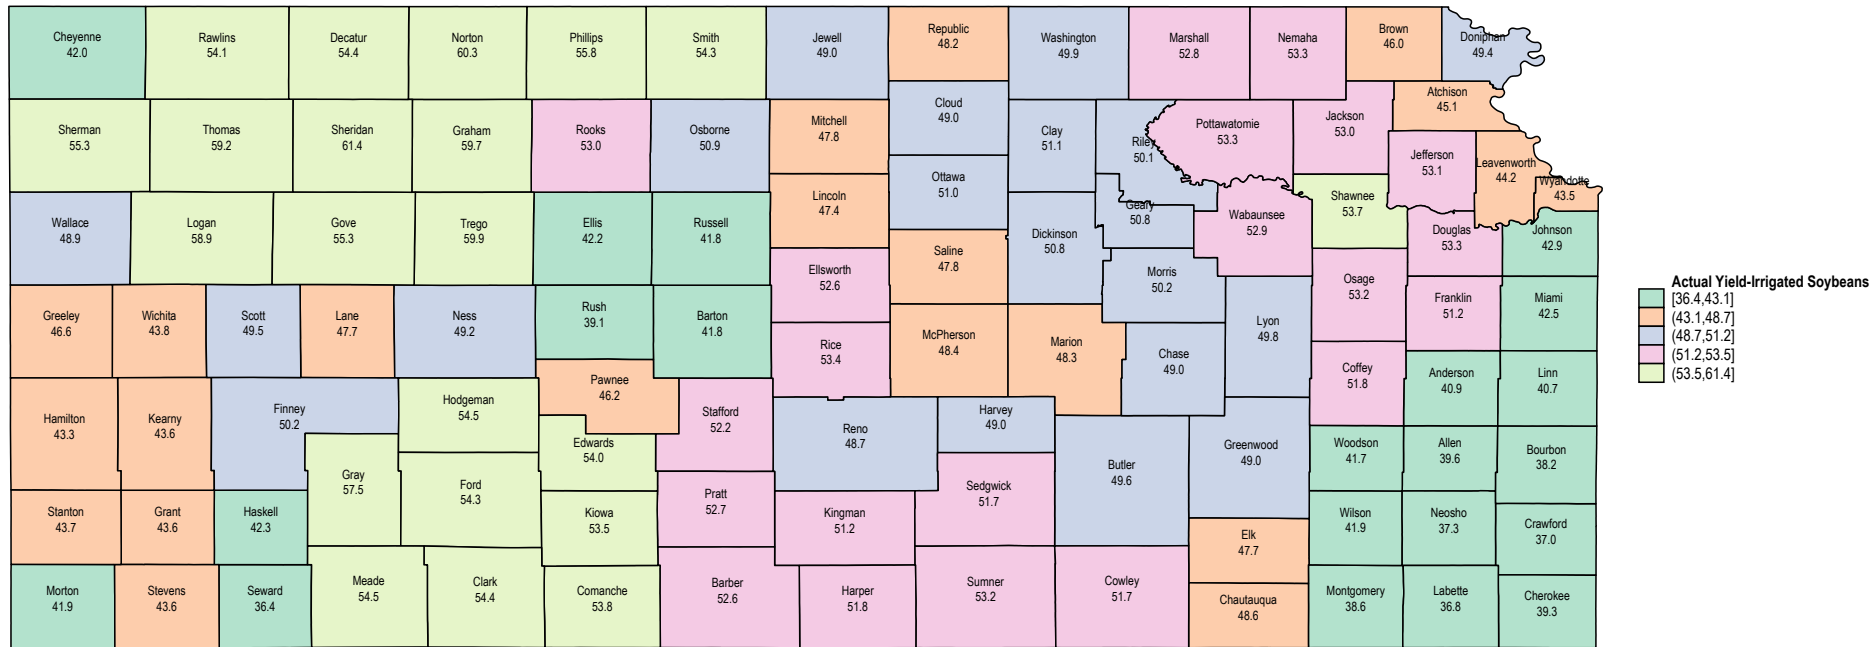 Cheyenne
42.0
Rawlins
54.1
Decatur
54.4
Norton
60.3
Phillips
55.8
Smith
54.3
Jewell
49.0
Republic
48.2
Washington
49.9
Marshall
52.8
Nemaha
53.3
Brown
46.0
Doniphan
49.4
Sherman
55.3
Thomas
59.2
Sheridan
61.4
Graham
59.7
Rooks
53.0
Osborne
50.9
Mitchell
47.8
Cloud
49.0
Clay
51.1
Riley
50.1
Pottawatomie
53.3
Jackson
53.0
Atchison
45.1
Jefferson
53.1
Leavenworth
44.2
Wyandotte
43.5
Wallace
48.9
Logan
58.9
Gove
55.3
Trego
59.9
Ellis
42.2
Russell
41.8
Lincoln
47.4
Ottawa
51.0
Saline
47.8
Dickinson
50.8
Geary
50.8
Wabaunsee
52.9
Shawnee
53.7
Douglas
53.3
Johnson
42.9
Greeley
46.6
Wichita
43.8
Scott
49.5
Lane
47.7
Ness
49.2
Rush
39.1
Barton
41.8
Ellsworth
52.6
Rice
53.4
McPherson
48.4
Marion
48.3
Morris
50.2
Chase
49.0
Lyon
49.8
Osage
53.2
Franklin
51.2
Miami
42.5
Hamilton
43.3
Kearny
43.6
Finney
50.2
Hodgeman
54.5
Pawnee
46.2
Edwards
54.0
Stafford
52.2
Reno
48.7
Harvey
49.0
Butler
49.6
Greenwood
49.0
Coffey
51.8
Anderson
40.9
Linn
40.7
Gray
57.5
Ford
54.3
Kiowa
53.5
Pratt
52.7
Kingman
51.2
Sedgwick
51.7
Woodson
41.7
Allen
39.6
Bourbon
38.2
Stanton
43.7
Grant
43.6
Haskell
42.3
Elk
47.7
Wilson
41.9
Neosho
37.3
Crawford
37.0
Morton
41.9
Stevens
43.6
Seward
36.4
Meade
54.5
Clark
54.4
Comanche
53.8
Barber
52.6
Harper
51.8
Sumner
53.2
Cowley
51.7
Chautauqua
48.6
Montgomery
38.6
Labette
36.8
Cherokee
39.3
Actual Yield-Irrigated Soybeans
[36.4,43.1]
(43.1,48.7]
(48.7,51.2]
(51.2,53.5]
(53.5,61.4]